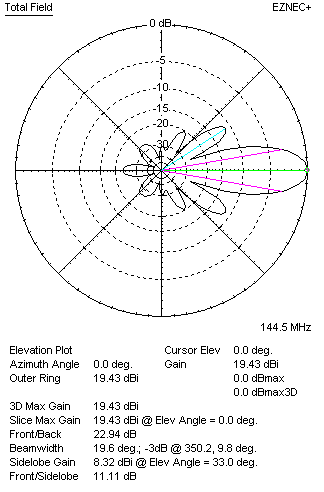 Total Field
EZNEC+
0 dB
-5
-10
-15
-20
-30
144.5 MHz
Elevation Plot
Cursor Elev 0.0 deg.
Azimuth Angle 0.0 deg.
Gain 19.43 dBi
Outer Ring 19.43 dBi
0.0 dBmax
0.0 dBmax3D
3D Max Gain 19.43 dBi
Slice Max Gain 19.43 dBi @ Elev Angle = 0.0 deg.
Front/Back 22.94 dB
Beamwidth 19.6 deg.; -3dB @ 350.2, 9.8 deg.
Sidelobe Gain 8.32 dBi @ Elev Angle = 33.0 deg.
Front/Sidelobe 11.11 dB